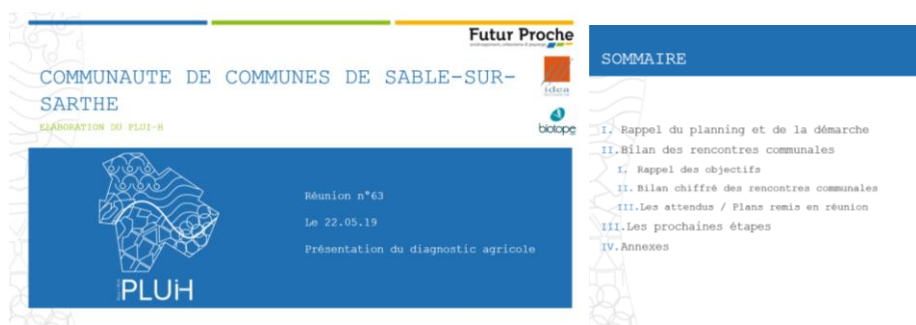 Futur Proche
COMMUNAUTE DE COMMUNES DE SABLE-SUR-
SARTHE
ELABORATION DU PLUI-H
idea
biotope
Réunion n°63
Le 22.05.19
Présentation du diagnostic agricole
PLUiH
SOMMAIRE
I. Rappel du planning et de la démarche
II.Bilan des rencontres communales
I. Rappel des objectifs
II. Bilan chiffré des rencontres communales
III.Les attendus / Plans remis en réunion
III.Les prochaines étapes
IV.Annexes